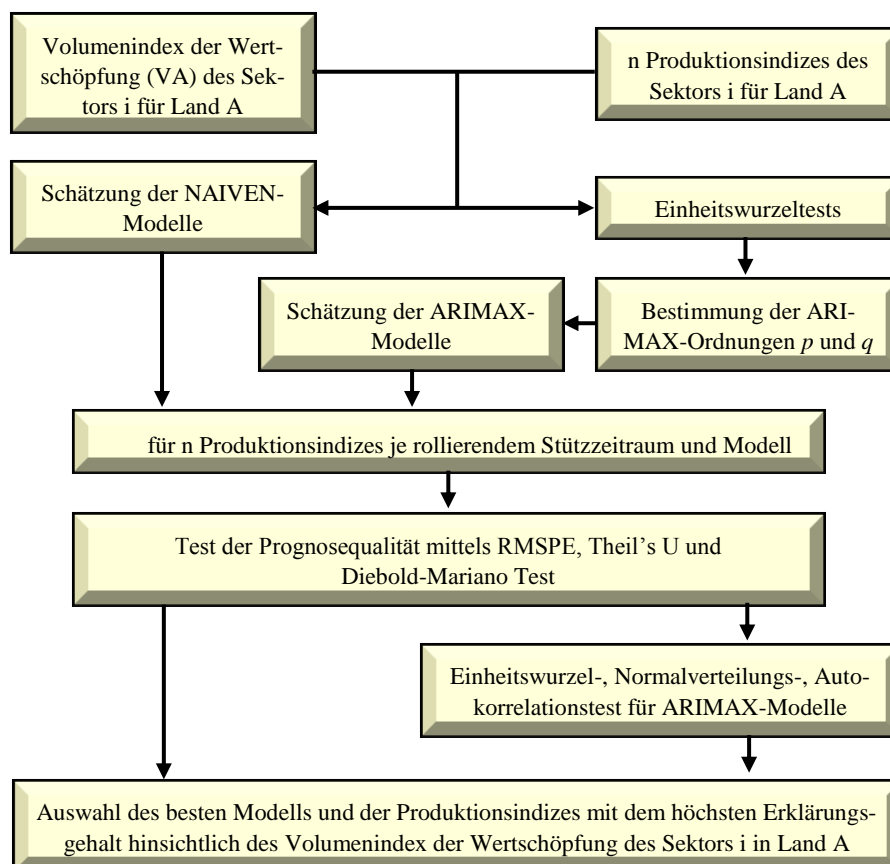 Volumenindex der Wert-
schöpfung (VA) des Sek-
tors i für Land A
n Produktionsindizes des
Sektors i für Land A
Schätzung der NAIVEN-
Modelle
Einheitswurzeltests
Schätzung der ARIMAX-
Modelle
Bestimmung der ARI-
MAX-Ordnungen p und q
für n Produktionsindizes je rollierendem Stützzeitraum und Modell
Test der Prognosequalität mittels RMSPE, Theil’s U und
Diebold-Mariano Test
Einheitswurzel-, Normalverteilungs-, Auto-
korrelationstest für ARIMAX-Modelle
Auswahl des besten Modells und der Produktionsindizes mit dem höchsten Erklärungs-
gehalt hinsichtlich des Volumenindex der Wertschöpfung des Sektors i in Land A